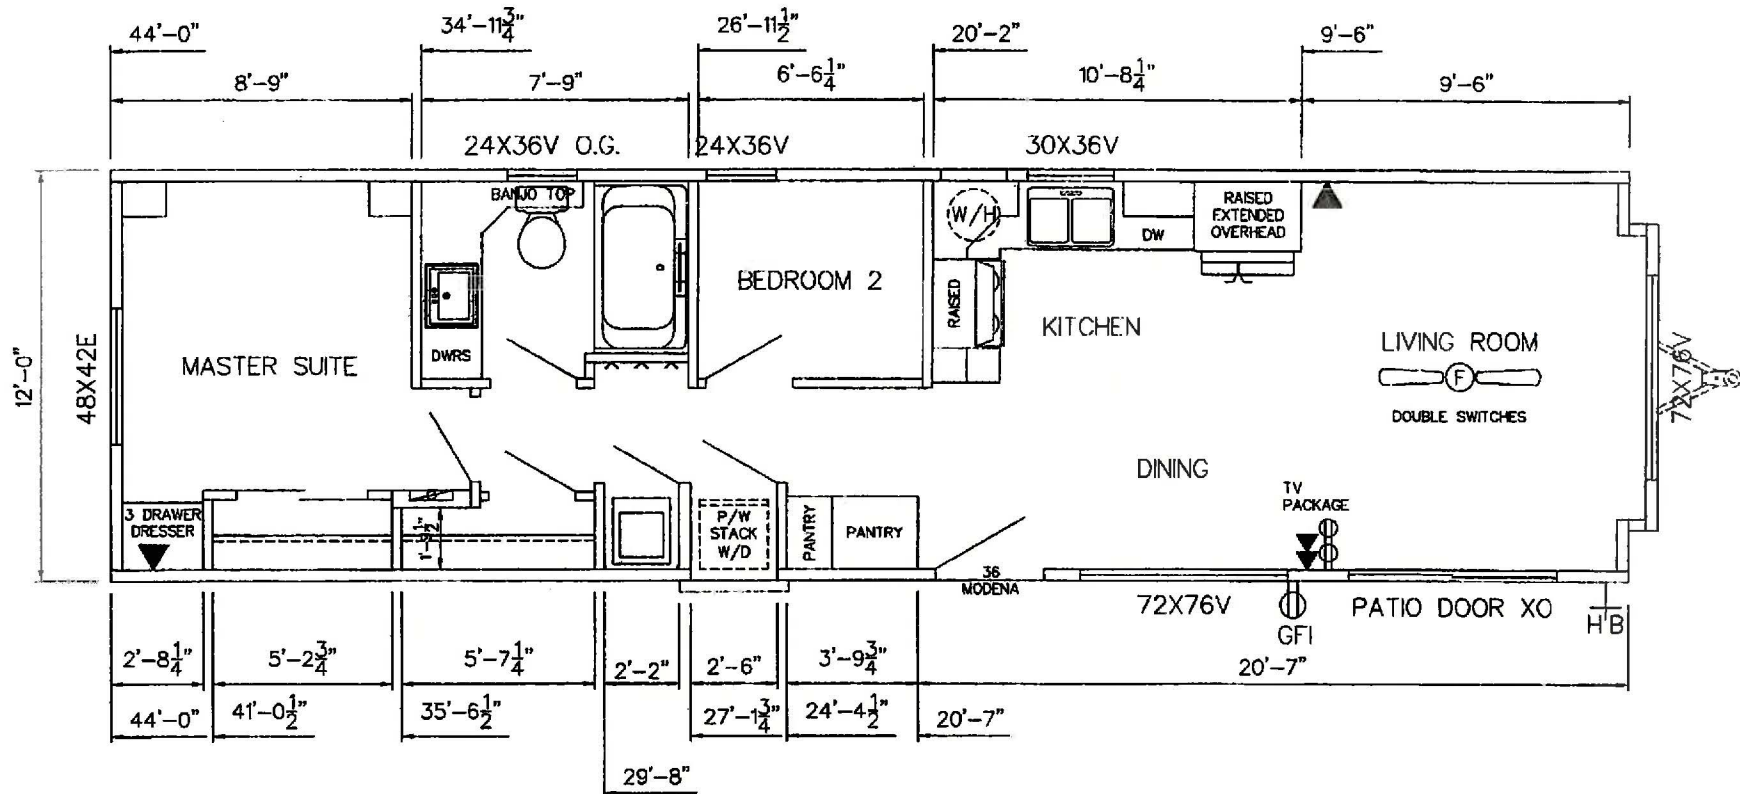 44'-0"
34'-11 3/4"
26'-11 1/2"
20'-2"
9'-6"
8'-9"
7'-9"
6'-6 1/4"
10'-8 1/4"
9'-6"
24X36V O.G.
24X36V
30X36V
BANJO TOP
W/H
DW
RAISED
EXTENDED
OVERHEAD
RAISED
DWRS
BEDROOM 2
KITCHEN
MASTER SUITE
LIVING ROOM
F
DOUBLE SWITCHES
12'-0"
48X42E
72X76V
DINING
TV
PACKAGE
3 DRAWER
DRESSER
1'-9 1/2"
P/W
STACK
W/D
PANTRY
PANTRY
36
MODENA
72X76V
GFI
PATIO DOOR XO
HB
2'-8 1/4"
5'-2 3/4"
5'-7 1/4"
2'-2"
2'-6"
3'-9 3/4"
20'-7"
44'-0"
41'-0 1/2"
35'-6 1/2"
27'-1 3/4"
24'-4 1/2"
20'-7"
29'-8"